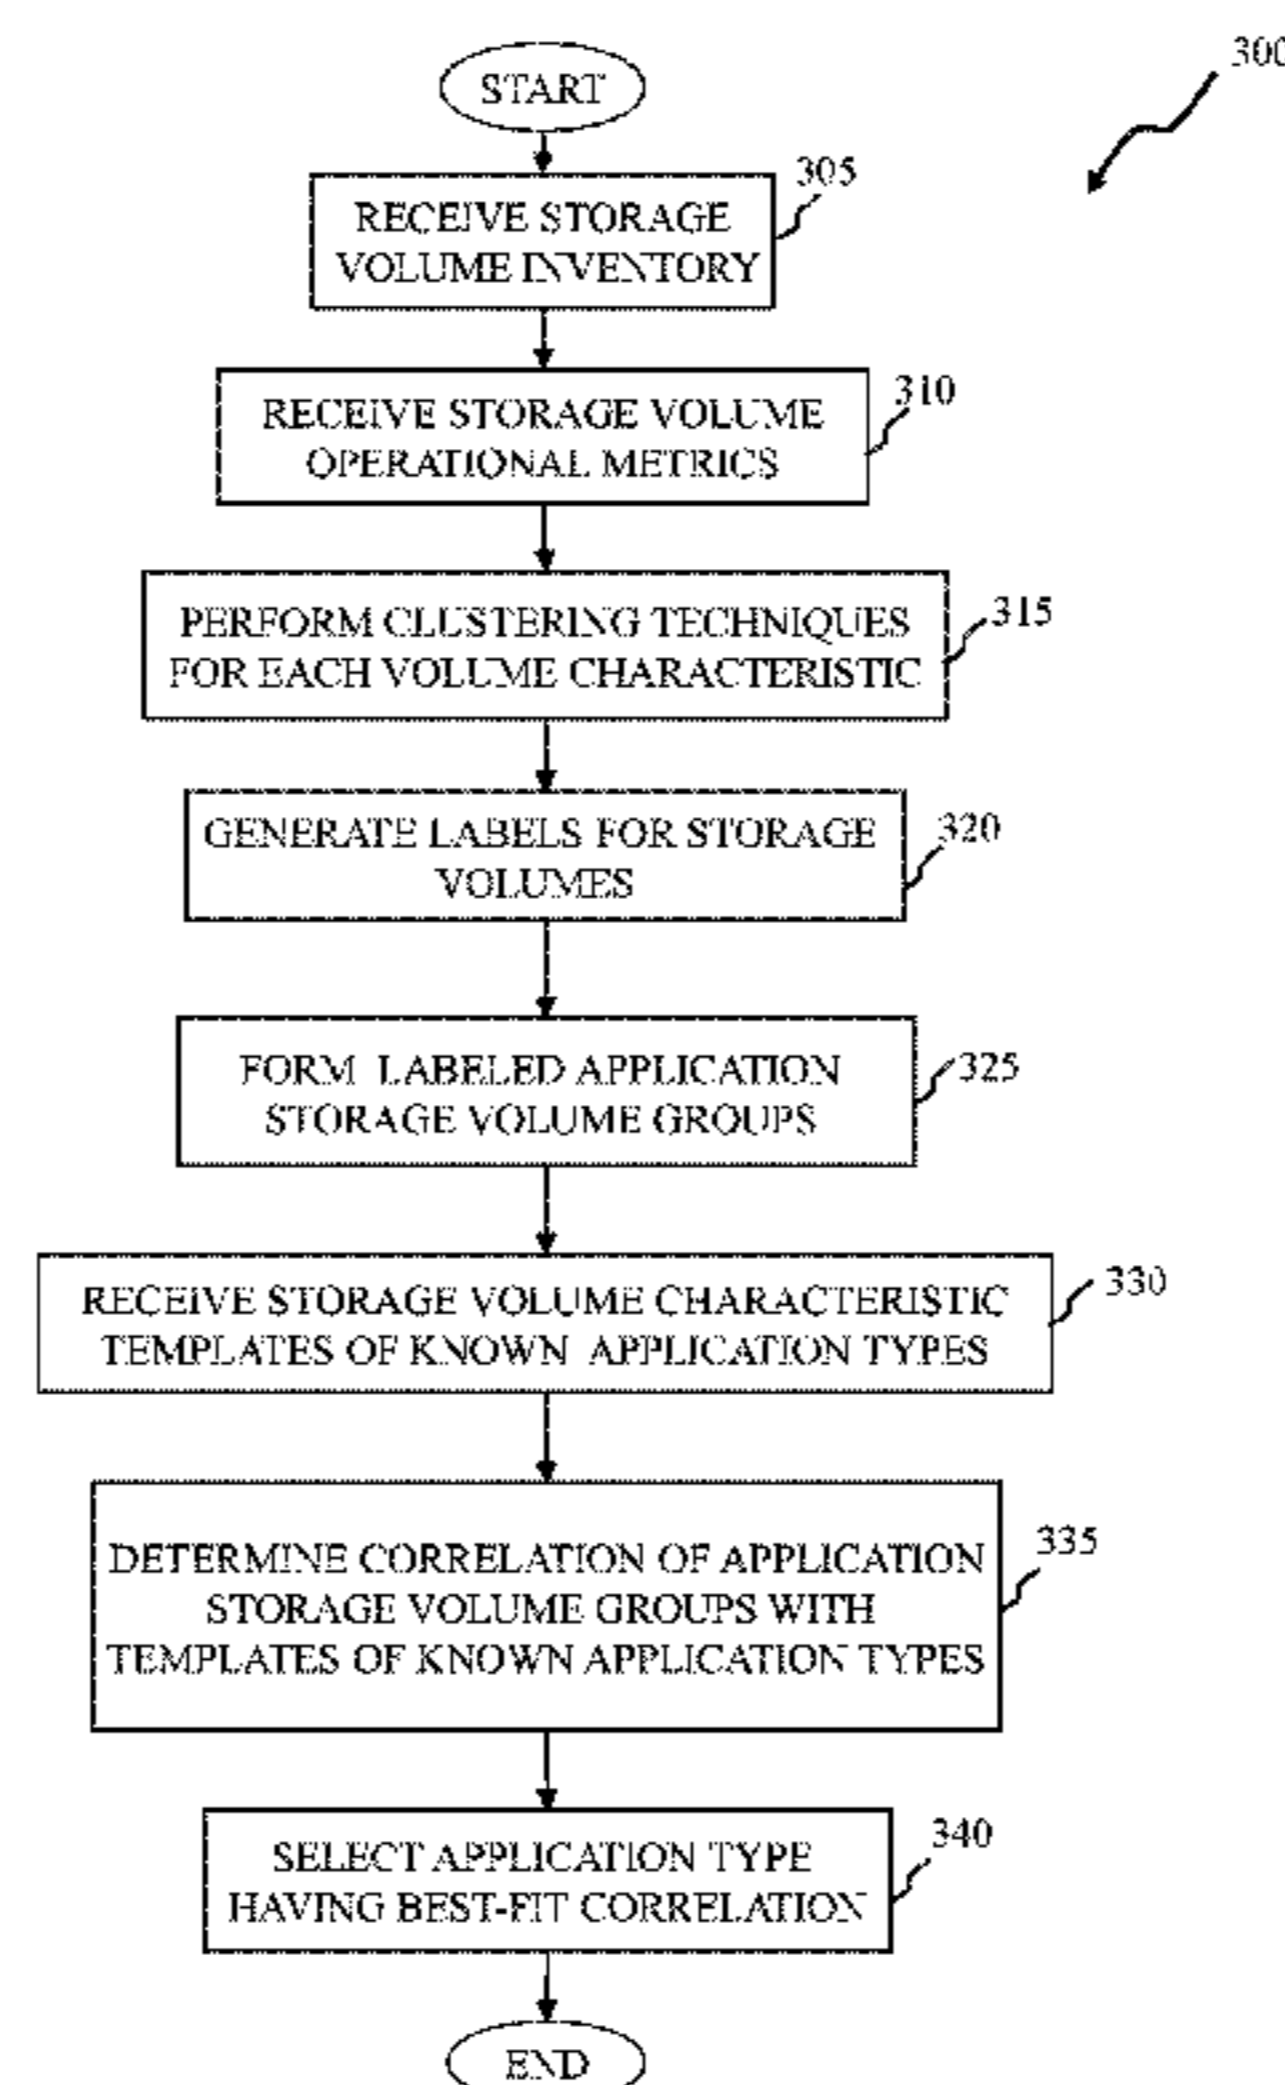 300
START
305
RECEIVE STORAGE
VOLUME INVENTORY
310
RECEIVE STORAGE VOLUME
OPERATIONAL METRICS
315
PERFORM CLUSTERING TECHNIQUES
FOR EACH VOLUME CHARACTERISTIC
320
GENERATE LABELS FOR STORAGE
VOLUMES
325
FORM LABELED APPLICATION
STORAGE VOLUME GROUPS
330
RECEIVE STORAGE VOLUME CHARACTERISTIC
TEMPLATES OF KNOWN APPLICATION TYPES
335
DETERMINE CORRELATION OF APPLICATION
STORAGE VOLUME GROUPS WITH
TEMPLATES OF KNOWN APPLICATION TYPES
340
SELECT APPLICATION TYPE
HAVING BEST-FIT CORRELATION
END